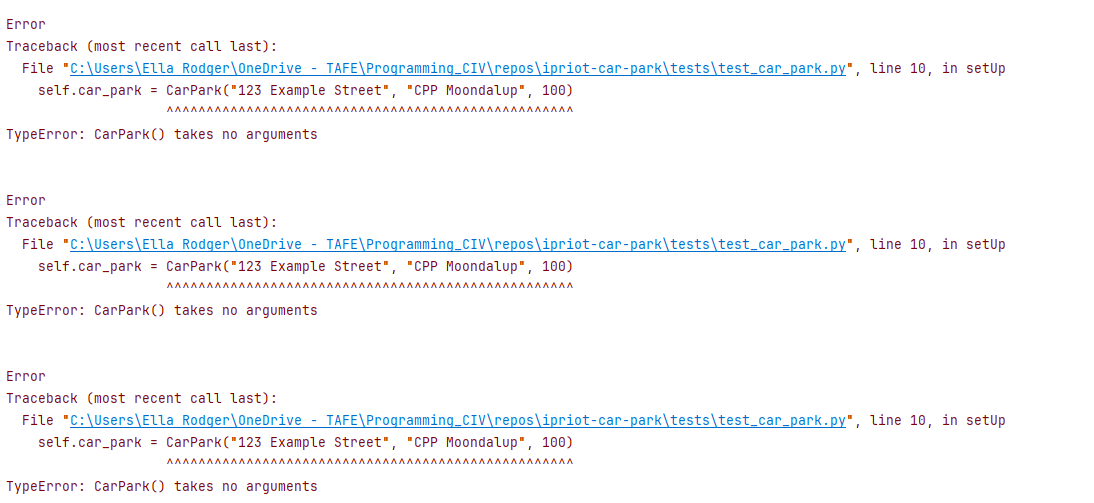 Error
Traceback (most recent call last):
  File "C:\Users\Ella Rodger\OneDrive - TAFE\Programming_CIV\repos\ipriot-car-park\tests\test_car_park.py", line 10, in setUp
    self.car_park = CarPark("123 Example Street", "CPP Moondalup", 100)
                    ^^^^^^^^^^^^^^^^^^^^^^^^^^^^^^^^^^^^^^^^^^^^^^^^^^^
TypeError: CarPark() takes no arguments
Error
Traceback (most recent call last):
  File "C:\Users\Ella Rodger\OneDrive - TAFE\Programming_CIV\repos\ipriot-car-park\tests\test_car_park.py", line 10, in setUp
    self.car_park = CarPark("123 Example Street", "CPP Moondalup", 100)
                    ^^^^^^^^^^^^^^^^^^^^^^^^^^^^^^^^^^^^^^^^^^^^^^^^^^^
TypeError: CarPark() takes no arguments
Error
Traceback (most recent call last):
  File "C:\Users\Ella Rodger\OneDrive - TAFE\Programming_CIV\repos\ipriot-car-park\tests\test_car_park.py", line 10, in setUp
    self.car_park = CarPark("123 Example Street", "CPP Moondalup", 100)
                    ^^^^^^^^^^^^^^^^^^^^^^^^^^^^^^^^^^^^^^^^^^^^^^^^^^^
TypeError: CarPark() takes no arguments